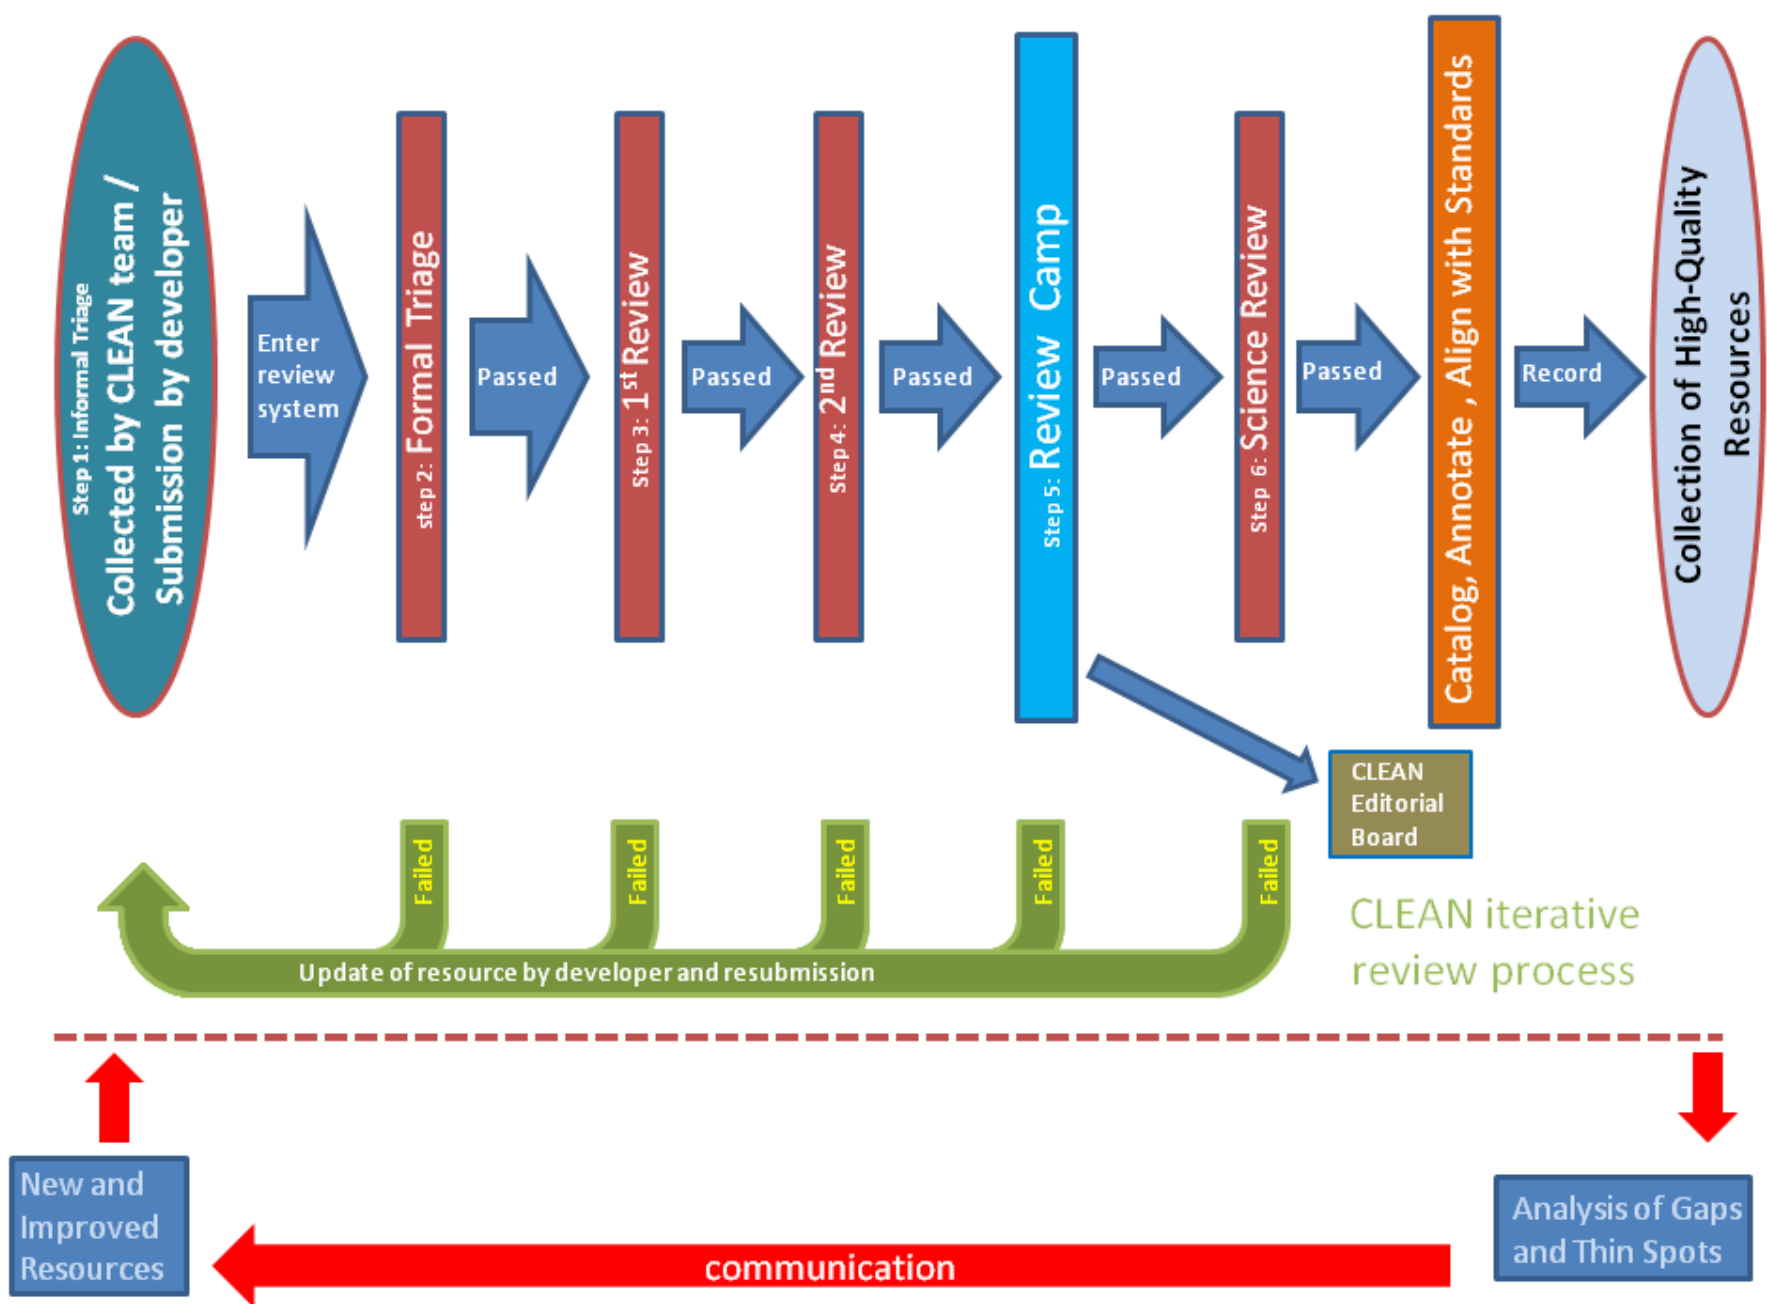 Step 1: Informal Triage
Collected by CLEAN team /
Submission by developer
Enter
review
system
step 2: Formal Triage
Passed
Step 3: 1st Review
Passed
Step 4: 2nd Review
Passed
Step 5: Review Camp
Passed
Step 6: Science Review
Passed
Catalog, Annotate , Align with Standards
Record
Collection of High-Quality
Resources
CLEAN
Editorial
Board
Failed
Failed
Failed
Failed
Failed
Update of resource by developer and resubmission
CLEAN iterative
review process
New and
Improved
Resources
communication
Analysis of Gaps
and Thin Spots